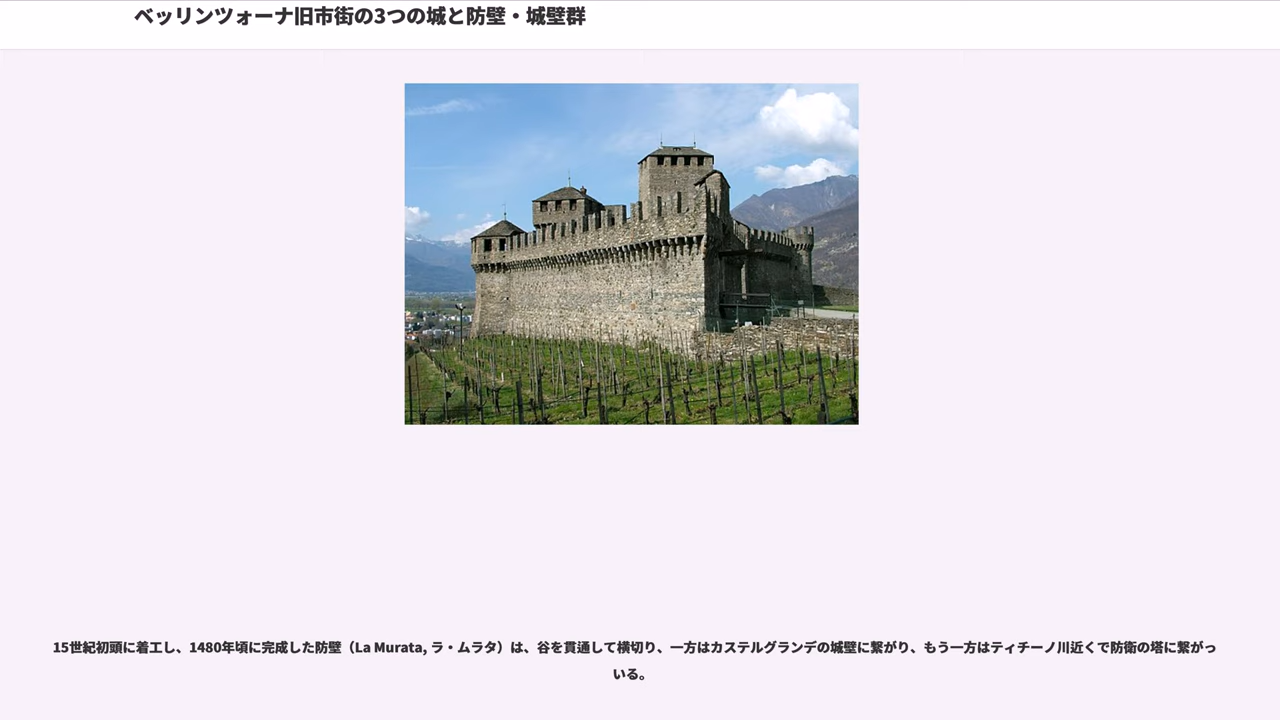 ベッリンツォーナ旧市街の3つの城と防壁・城壁群
15世紀初頭に着工し、1480年頃に完成した防壁（La Murata, ラ・ムラタ）は、谷を貫通して横切り、一方はカステルグランデの城壁に繋がり、もう一方はティチーノ川近くで防衛の塔に繋がっ
いる。